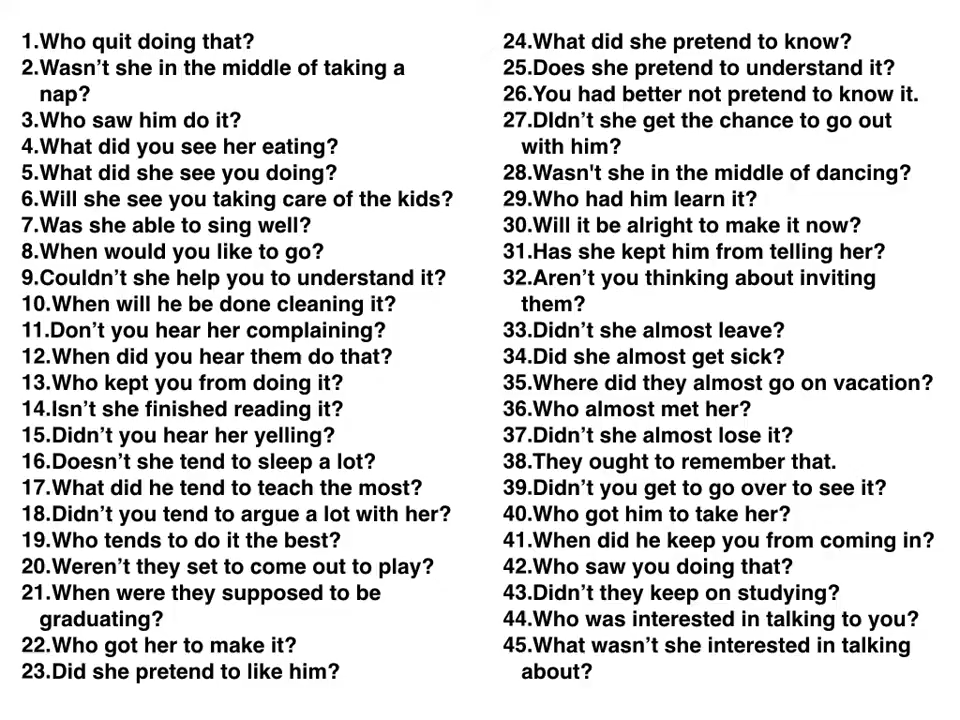 1.Who quit doing that?
2.Wasn’t she in the middle of taking a
nap?
3.Who saw him do it?
4.What did you see her eating?
5.What did she see you doing?
6.Will she see you taking care of the kids?
7.Was she able to sing well?
8.When would you like to go?
9.Couldn’t she help you to understand it?
10.When will he be done cleaning it?
11.Don’t you hear her complaining?
12.When did you hear them do that?
13.Who kept you from doing it?
14.Isn’t she finished reading it?
15.Didn’t you hear her yelling?
16.Doesn’t she tend to sleep a lot?
17.What did he tend to teach the most?
18.Didn’t you tend to argue a lot with her?
19.Who tends to do it the best?
20.Weren’t they set to come out to play?
21.When were they supposed to be
graduating?
22.Who got her to make it?
23.Did she pretend to like him?
24.What did she pretend to know?
25.Does she pretend to understand it?
26.You had better not pretend to know it.
27.DIdn’t she get the chance to go out
with him?
28.Wasn't she in the middle of dancing?
29.Who had him learn it?
30.Will it be alright to make it now?
31.Has she kept him from telling her?
32.Aren’t you thinking about inviting
them?
33.Didn’t she almost leave?
34.Did she almost get sick?
35.Where did they almost go on vacation?
36.Who almost met her?
37.Didn’t she almost lose it?
38.They ought to remember that.
39.Didn’t you get to go over to see it?
40.Who got him to take her?
41.When did he keep you from coming in?
42.Who saw you doing that?
43.Didn’t they keep on studying?
44.Who was interested in talking to you?
45.What wasn’t she interested in talking
about?